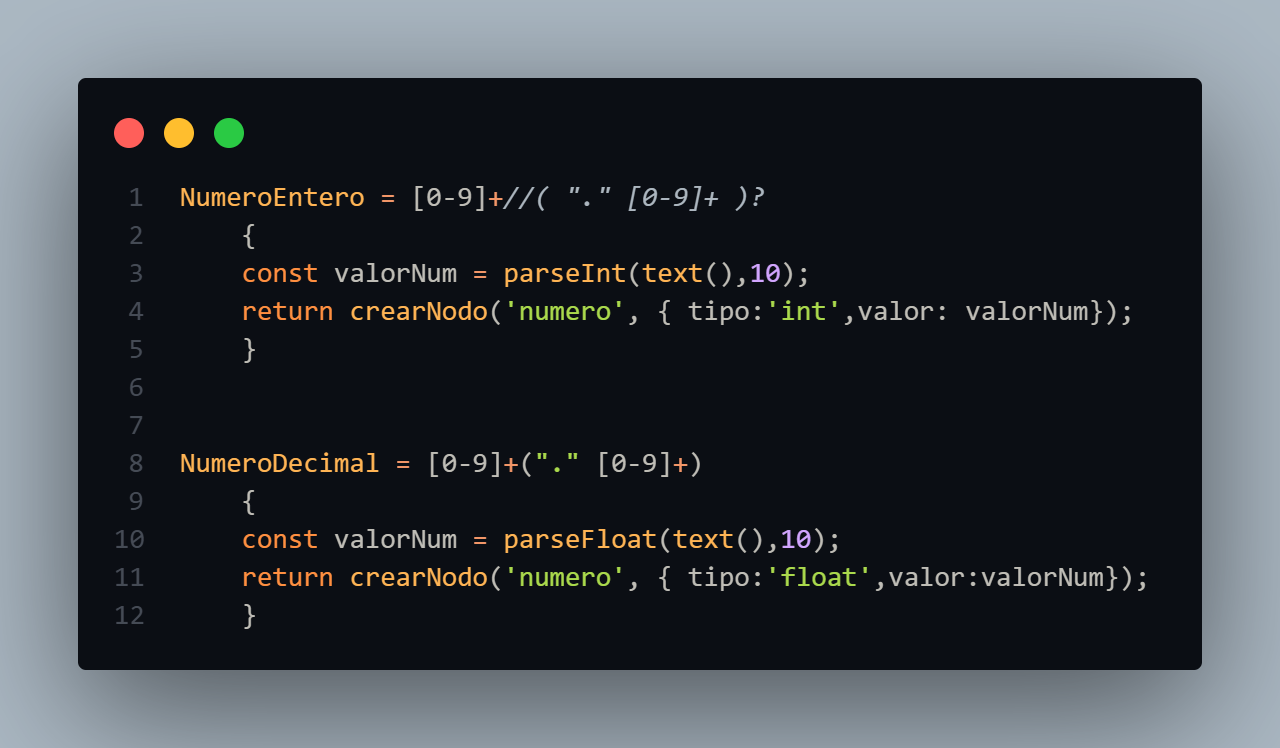 1 NumeroEntero = [0-9]+//( "." [0-9]+ )?
2 {
3 const valorNum = parseInt(text(),10);
4 return crearNodo('numero', { tipo:'int',valor: valorNum});
5 }
6
7
8 NumeroDecimal = [0-9]+("." [0-9]+)
9 {
10 const valorNum = parseFloat(text(),10);
11 return crearNodo('numero', { tipo:'float',valor:valorNum});
12 }